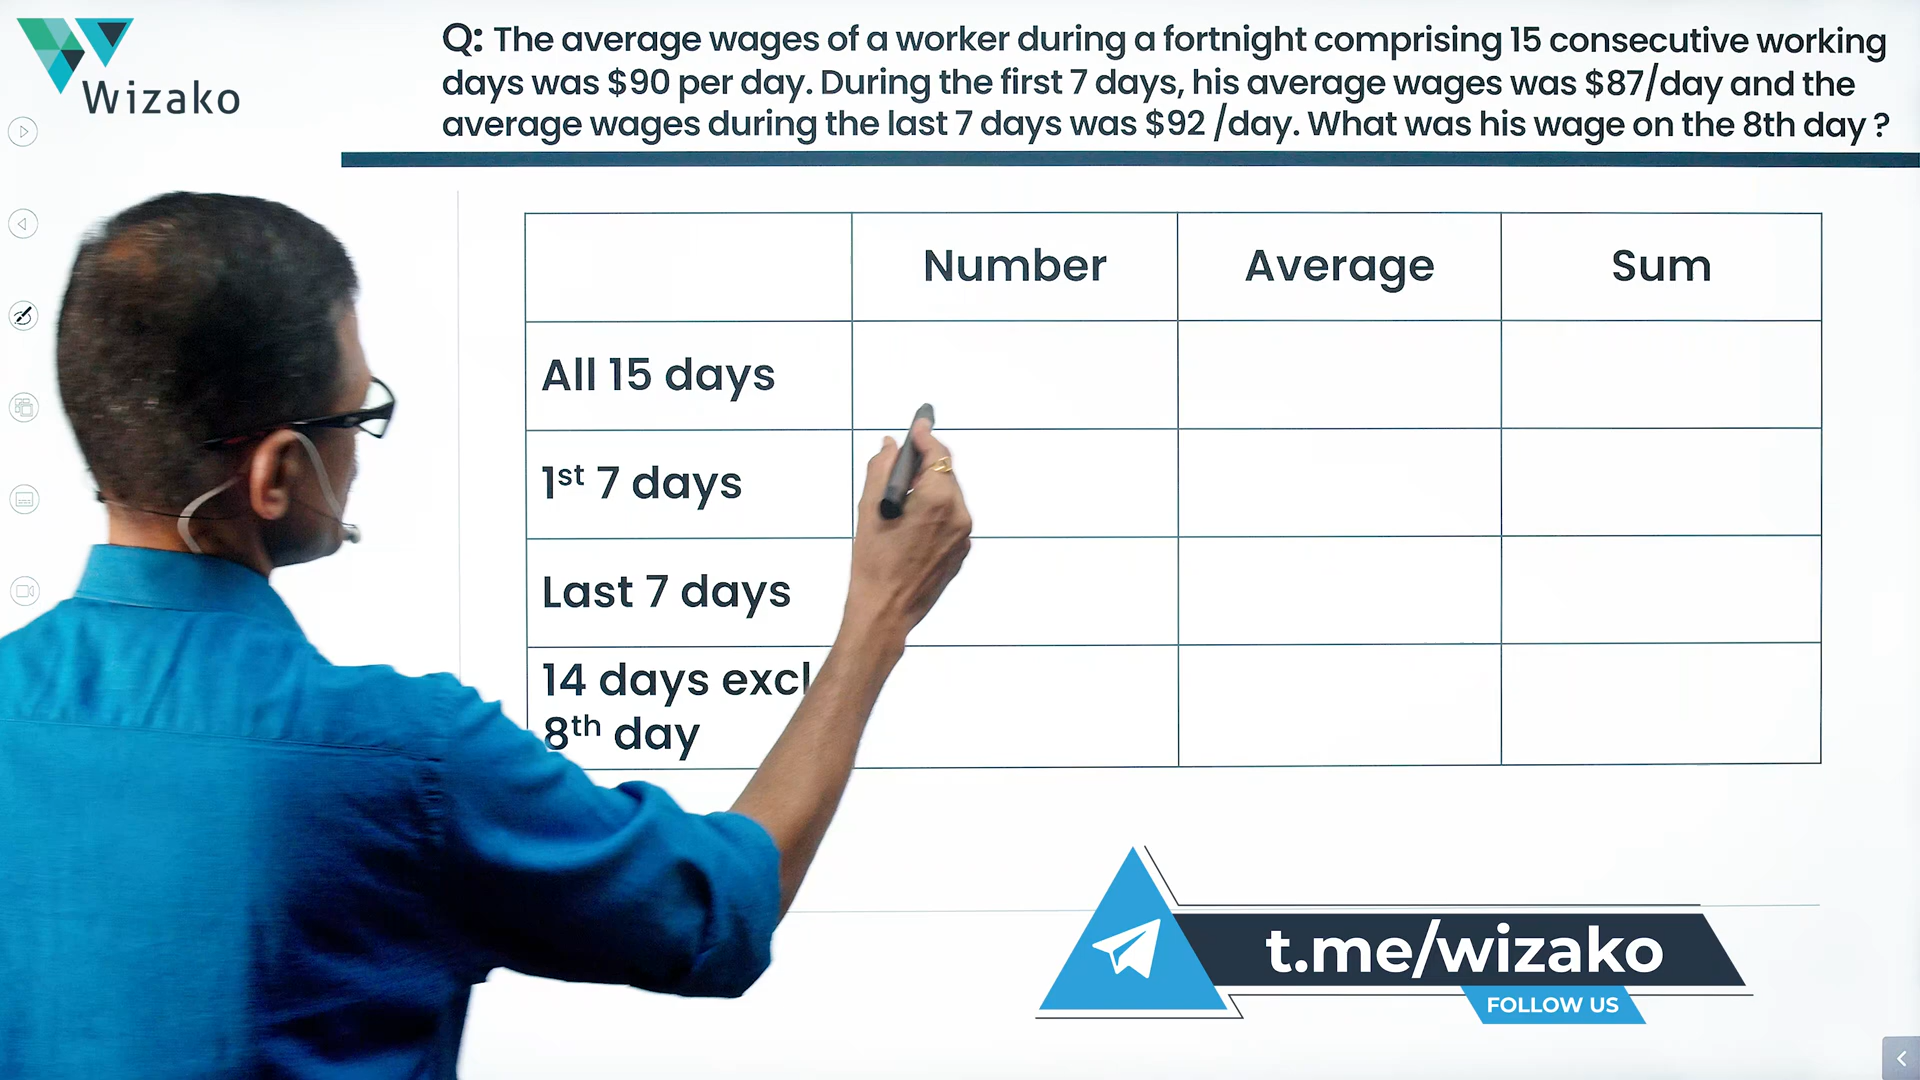 Wizako
Q: The average wages of a worker during a fortnight comprising 15 consecutive working
days was $90 per day. During the first 7 days, his average wages was $87/day and the
average wages during the last 7 days was $92 /day. What was his wage on the 8th day ?
Number Average Sum
All 15 days
1st 7 days
Last 7 days
14 days excl
8th day
t.me/wizako
FOLLOW US